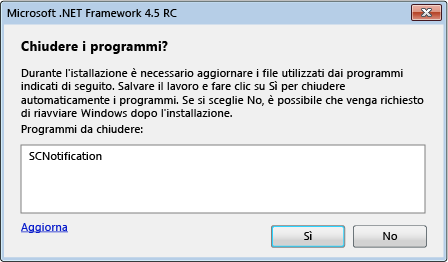 Microsoft .NET Framework 4.5 RC
Chiudere i programmi?
Durante l'istallazione è necessario aggiornare i file utilizzati dai programmi
indicati di seguito. Salvare il lavoro e fare clic su Sì per chiudere
automaticamente i programmi. Se si sceglie No, è possibile che venga richiesto
di riavviare Windows dopo l'installazione.
Programmi da chiudere:
SCNotification
Aggiorna
Sì
No